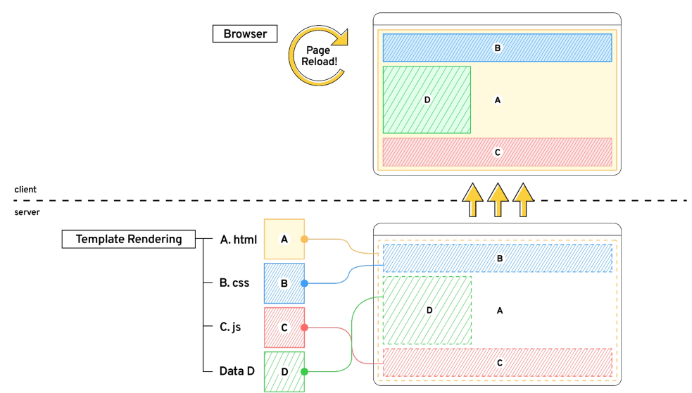 Browser
Page
Reload!
B
D
A
C
client
server
Template Rendering
A. html
A
B. css
B
C. js
C
Data D
D
B
D
A
C